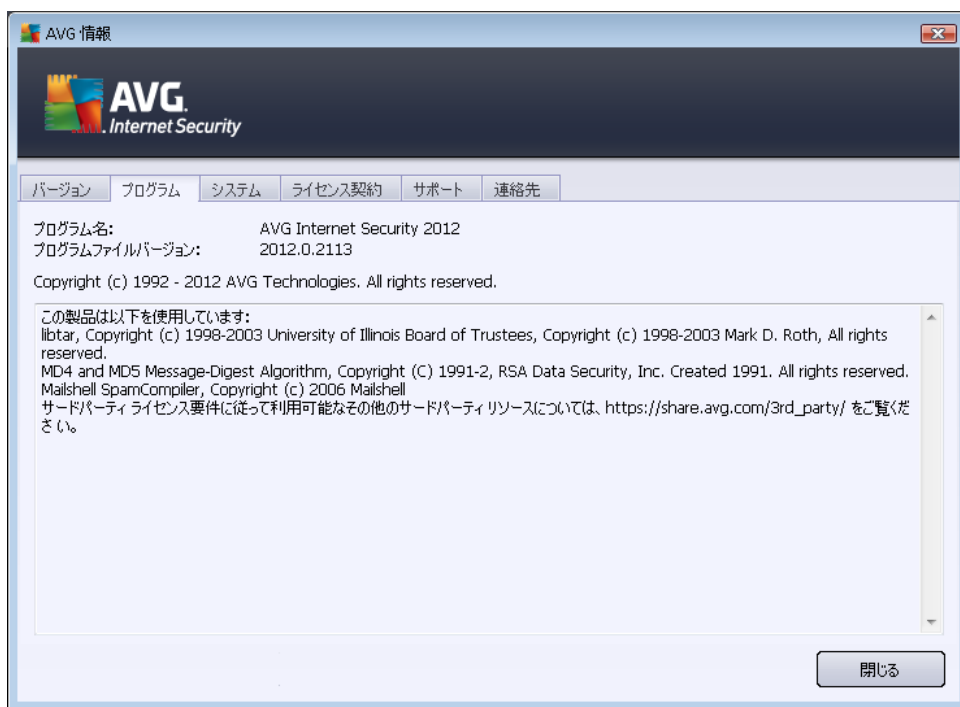 AVG 情報
AVG.
Internet Security
バージョン プログラム システム ライセンス契約 サポート 連絡先
プログラム名: AVG Internet Security 2012
プログラムファイルバージョン: 2012.0.2113
Copyright (c) 1992 - 2012 AVG Technologies. All rights reserved.
この製品は以下を使用しています:
libtar, Copyright (c) 1998-2003 University of Illinois Board of Trustees, Copyright (c) 1998-2003 Mark D. Roth, All rights
reserved.
MD4 and MD5 Message-Digest Algorithm, Copyright (C) 1991-2, RSA Data Security, Inc. Created 1991. All rights reserved.
Mailshell SpamCompiler, Copyright (c) 2006 Mailshell
サードパーティ ライセンス要件に従って利用可能なその他のサードパーティ リソースについては、https://share.avg.com/3rd_party/ をご覧くだ
さい。
閉じる